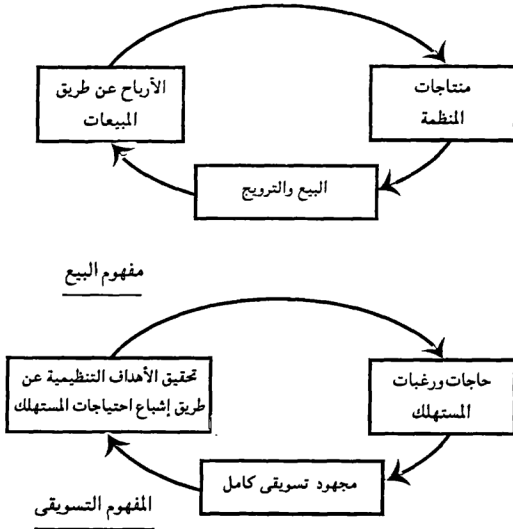 منتاجات
المنظمة
البيع والترويج
الأرباح عن طريق
المبيعات
مفهوم البيع
حاجات ورغبات
المستهلك
مجهود تسويقى كامل
تحقيق الأهداف التنظيمية عن
طريق إشباع احتياجات المستهلك
المفهوم التسويقى